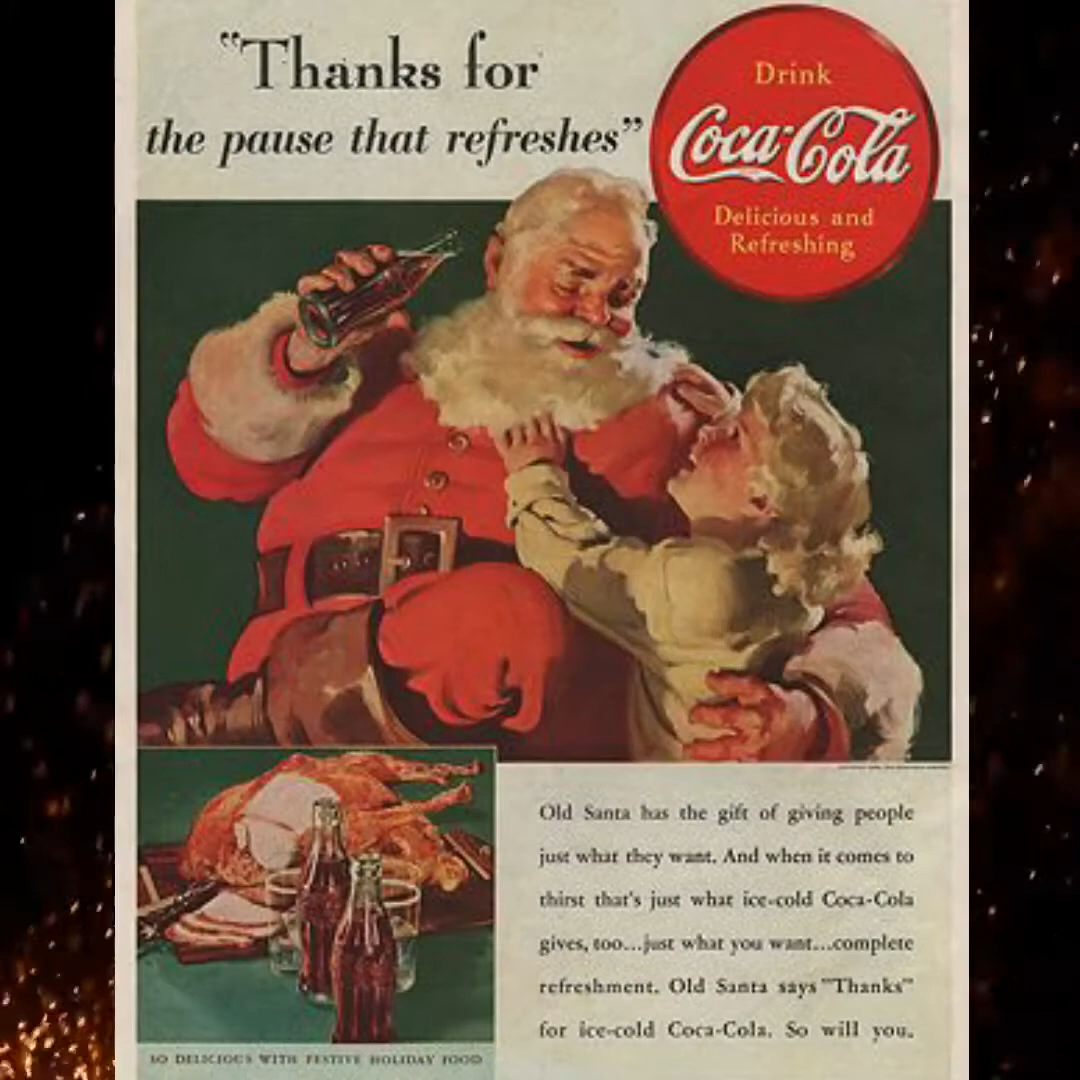 "Thanks for
the pause that refreshes"
Drink
Coca-Cola
Delicious and
Refreshing
Old Santa has the gift of giving people
just what they want. And when it comes to
thirst that's just what ice-cold Coca-Cola
gives, too...just what you want...complete
refreshment. Old Santa says "Thanks"
for ice-cold Coca-Cola. So will you.
SO DELICIOUS WITH FESTIVE HOLIDAY FOOD